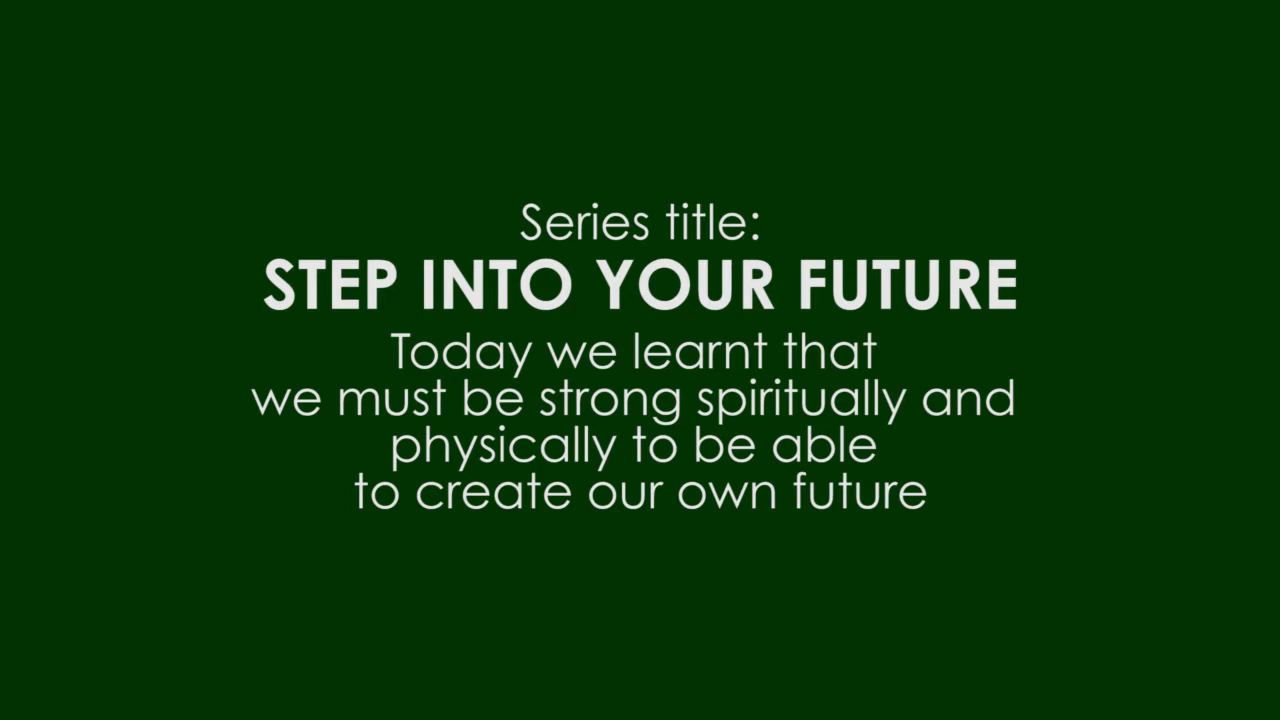 Series title:
STEP INTO YOUR FUTURE
Today we learnt that
we must be strong spiritually and
physically to be able
to create our own future